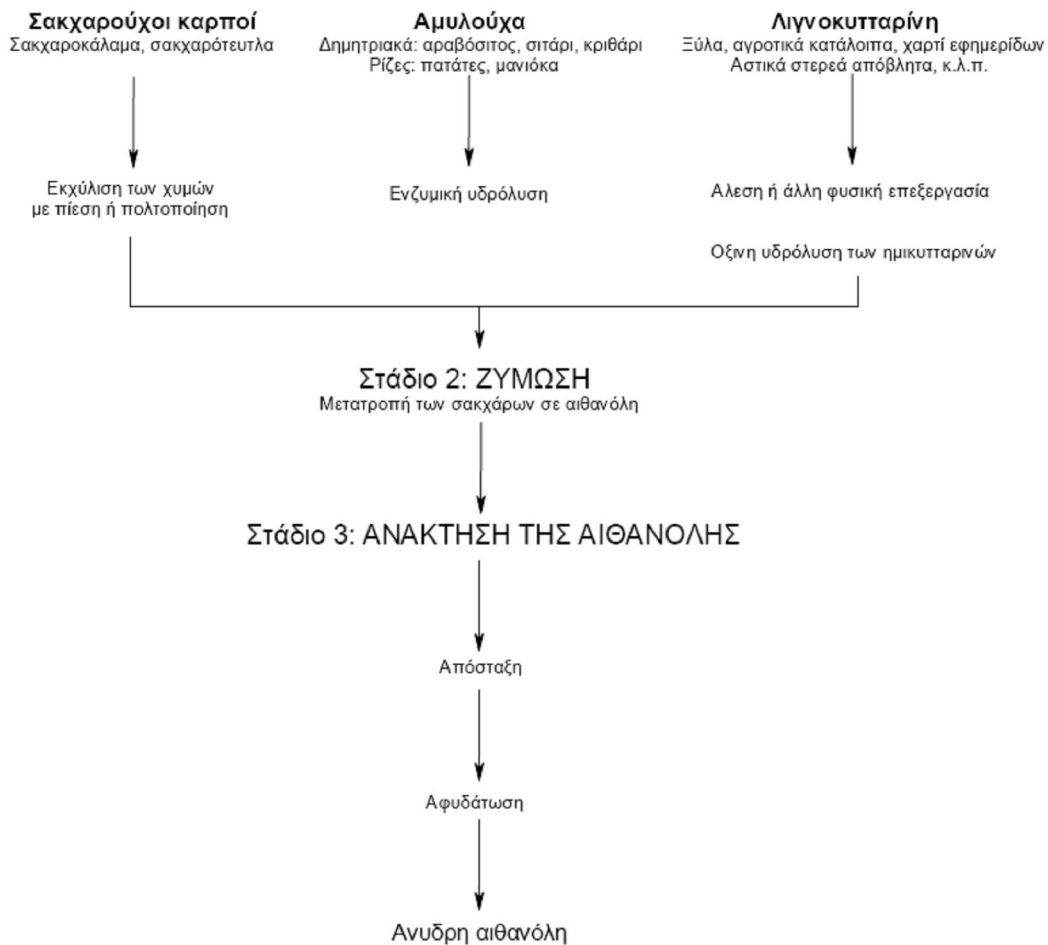 Σακχαρούχοι καρποί
Σακχαροκάλαμα, σακχαρότευτλα
Αμυλούχα
Δημητριακά: αραβόσιτος, σιτάρι, κριθάρι
Ρίζες: πατάτες, μανιόκα
Λιγνοκυτταρίνη
Ξύλα, αγροτικά κατάλοιπα, χαρτί εφημερίδων
Αστικά στερεά απόβλητα, κ.λ.π.
Εκχύλιση των χυμών
με πίεση ή πολτοποίηση
Ενζυμική υδρόλυση
Αλεση ή άλλη φυσική επεξεργασία
Οξινη υδρόλυση των ημικυτταρινών
Στάδιο 2: ΖΥΜΩΣΗ
Μετατροπή των σακχάρων σε αιθανόλη
Στάδιο 3: ΑΝΑΚΤΗΣΗ ΤΗΣ ΑΙΘΑΝΟΛΗΣ
Απόσταξη
Αφυδάτωση
Ανυδρη αιθανόλη